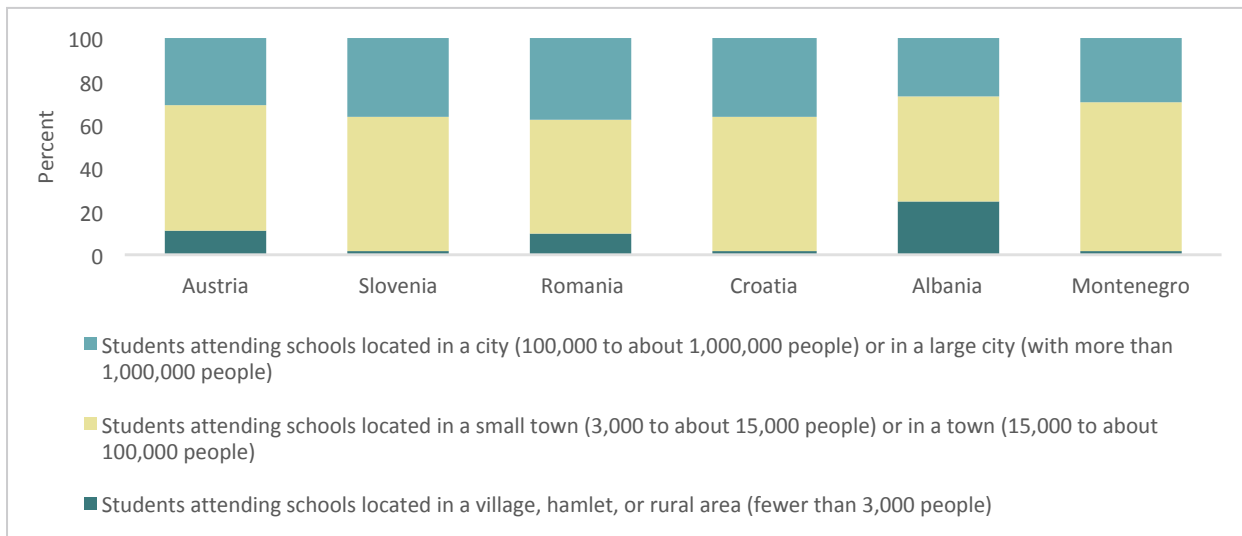 100
80
60
40
20
0
Percent
Austria Slovenia Romania Croatia Albania Montenegro
Students attending schools located in a city (100,000 to about 1,000,000 people) or in a large city (with more than
1,000,000 people)
Students attending schools located in a small town (3,000 to about 15,000 people) or in a town (15,000 to about
100,000 people)
Students attending schools located in a village, hamlet, or rural area (fewer than 3,000 people)